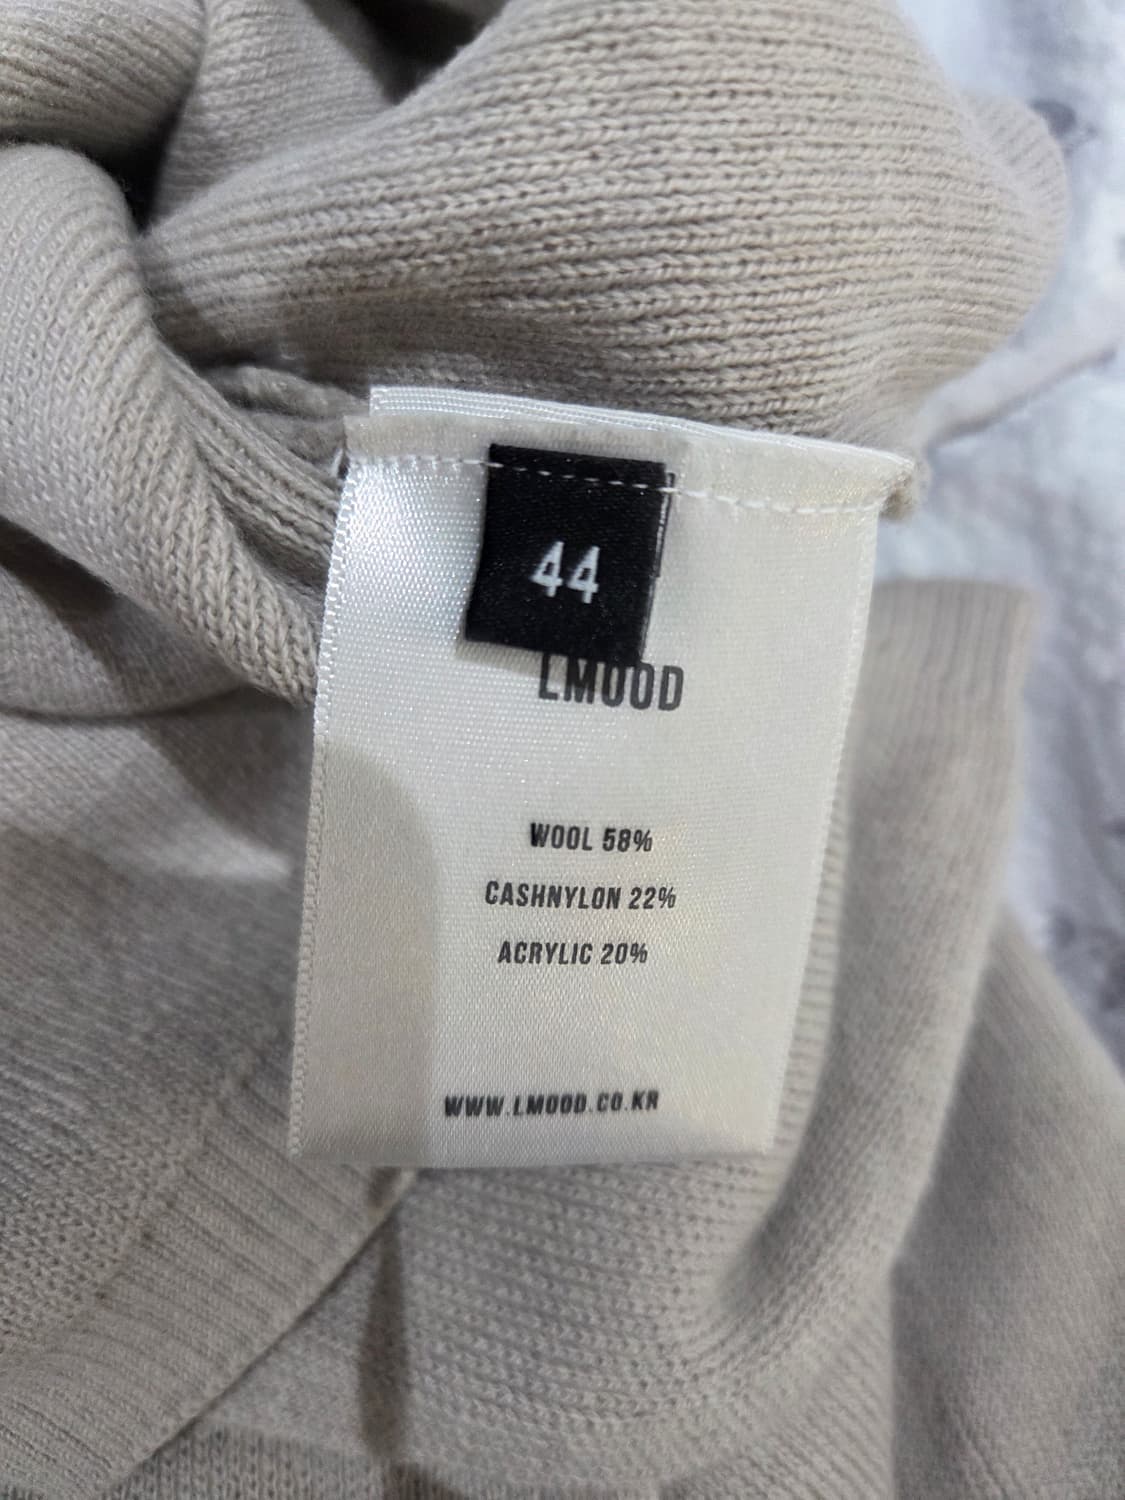 44
LMOOD
WOOL 58%
CASHNYLON 22%
ACRYLIC 20%
WWW.LMOOD.CO.KR